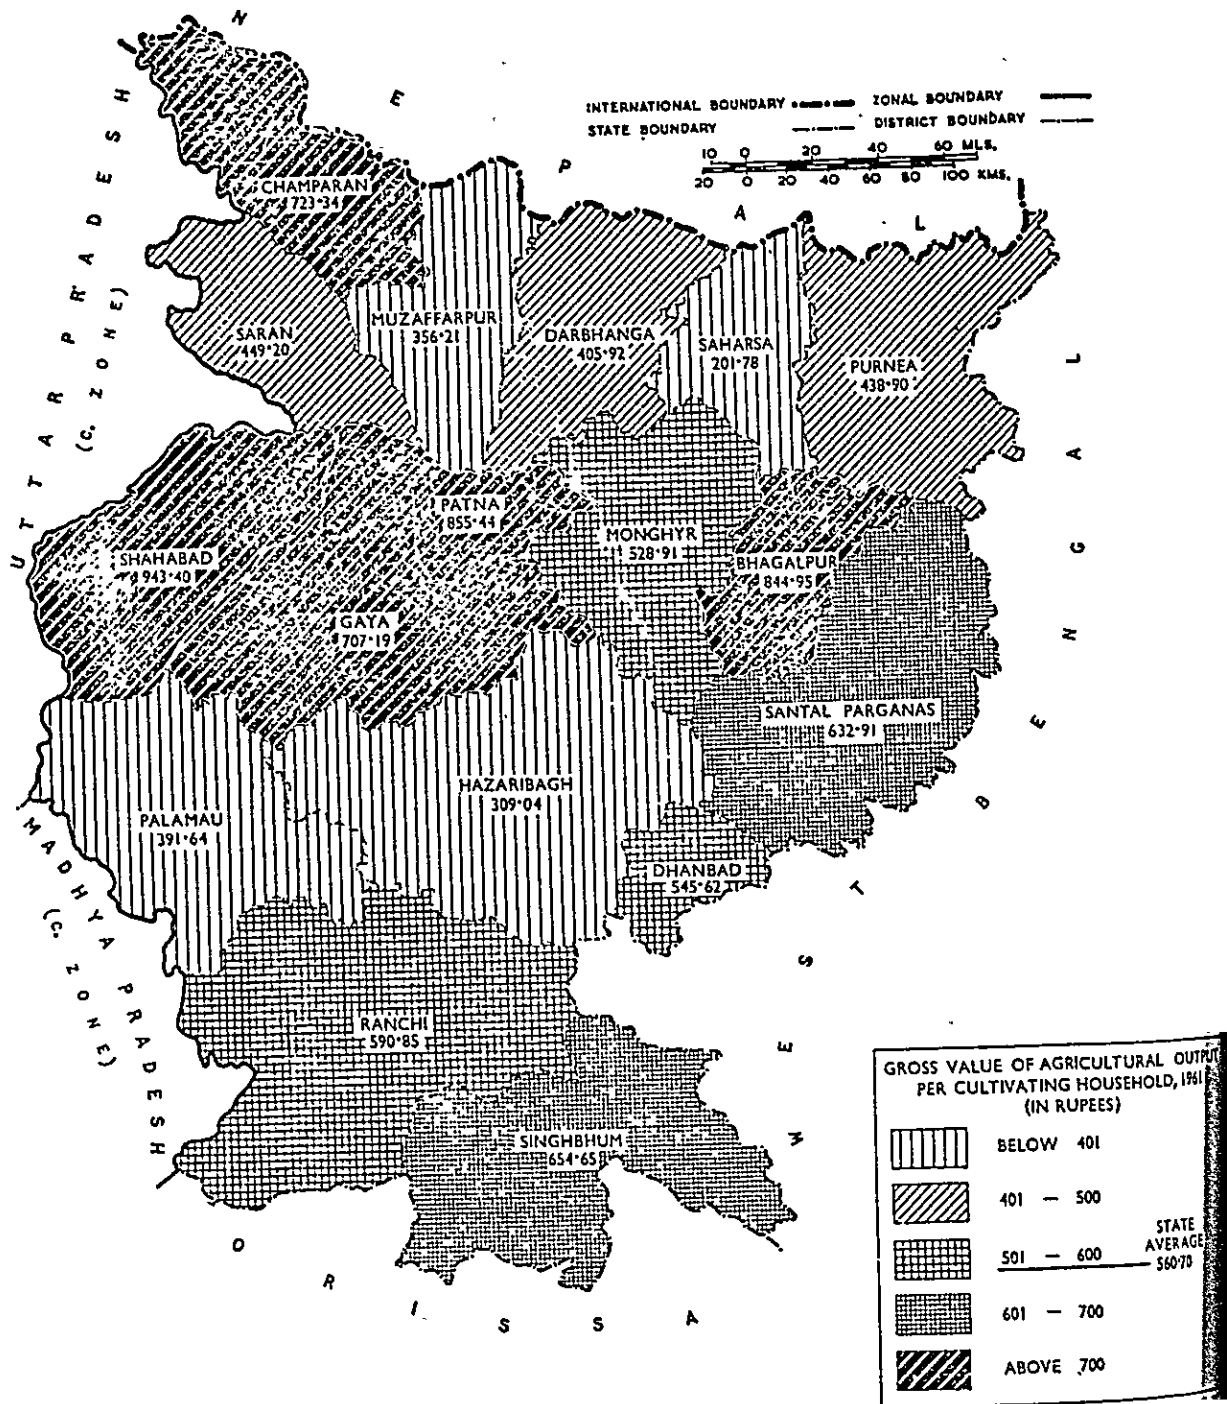 N E P A L
UTTAR PRADESH
(C. ZONE)
INTERNATIONAL BOUNDARY
ZONAL BOUNDARY
STATE BOUNDARY
DISTRICT BOUNDARY
10 0 20 40 60 MLS.
20 0 20 40 60 80 100 KMS.
CHAMPARAN
723·34
SARAN
449·20
MUZAFFARPUR
356·21
DARBHANGA
405·92
SAHARSA
201·78
PURNEA
438·90
PATNA
855·44
MONGHYR
528·91
SHAHABAD
943·40
BHAGALPUR
844·95
GAYA
707·19
SANTAL PARGANAS
632·91
HAZARIBAGH
309·04
PALAMAU
391·64
DHANBAD
545·62
RANCHI
590·85
SINGHBHUM
654·65
MADHYA PRADESH
(C. ZONE)
WEST BENGAL
ORISSA
GROSS VALUE OF AGRICULTURAL OUTPUT
PER CULTIVATING HOUSEHOLD, 1961
(IN RUPEES)
BELOW 401
401 — 500
501 — 600
STATE
AVERAGE
560·70
601 — 700
ABOVE 700